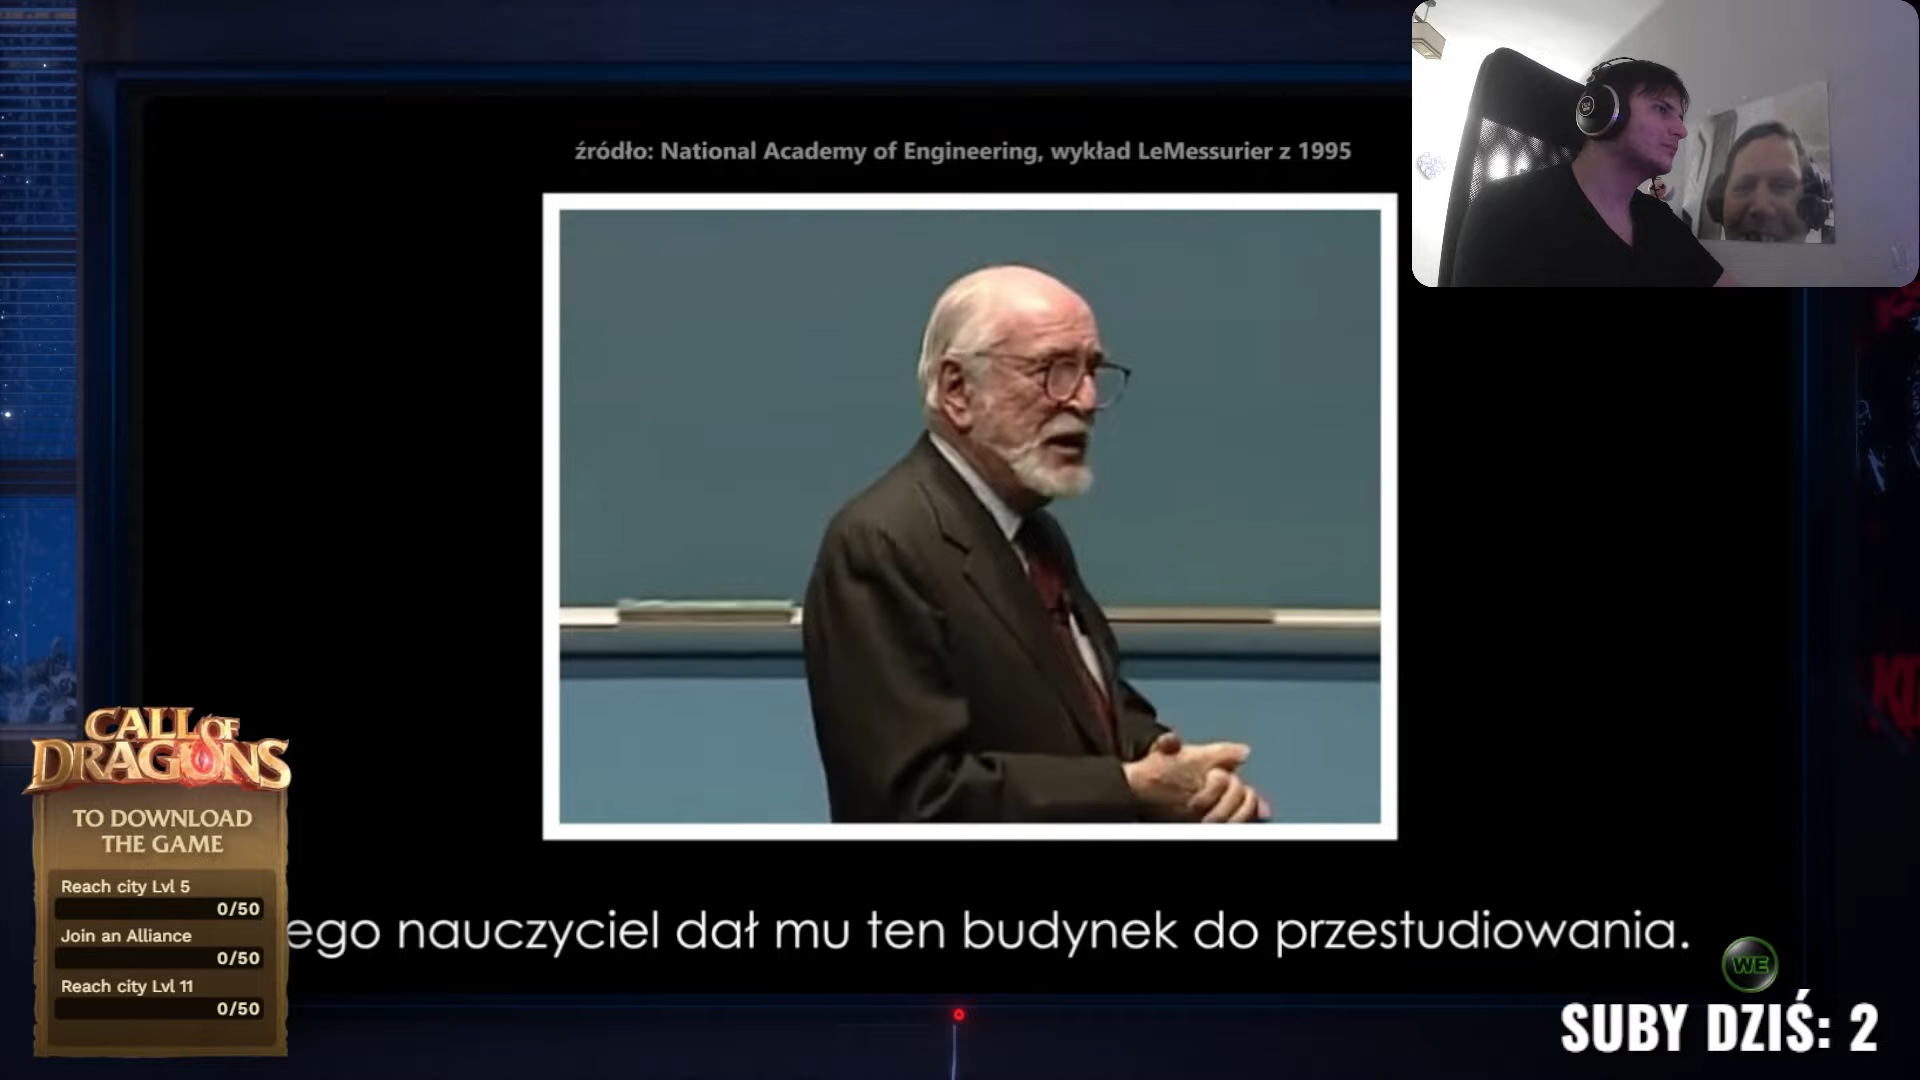 źródło: National Academy of Engineering, wykład LeMessurier z 1995
CALL OF
DRAGONS
TO DOWNLOAD
THE GAME
Reach city Lvl 5
0/50
Join an Alliance
0/50
Reach city Lvl 11
0/50
ego nauczyciel dał mu ten budynek do przestudiowania.
WE
SUBY DZIŚ: 2